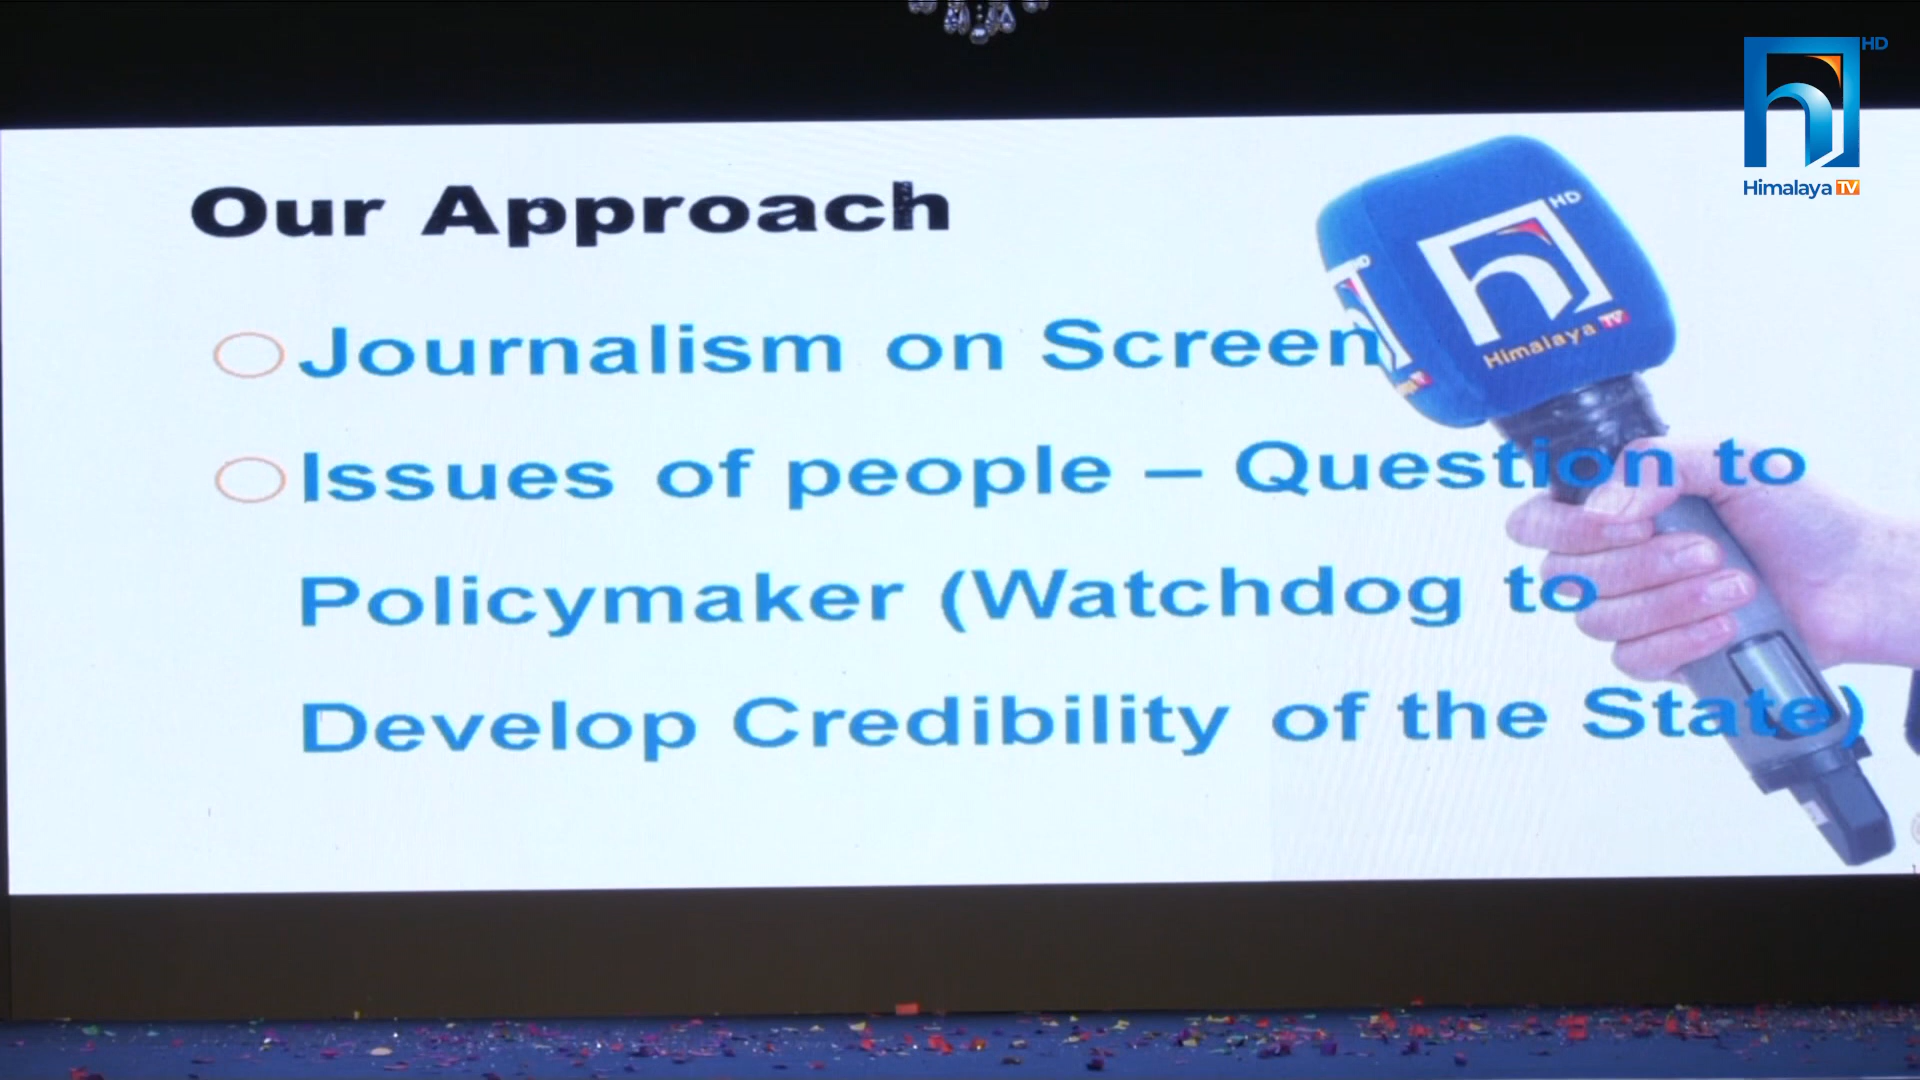 HD
Himalaya TV
Our Approach
HD
Himalaya TV
Journalism on Screen
Issues of people – Question to
Policymaker (Watchdog to
Develop Credibility of the State)